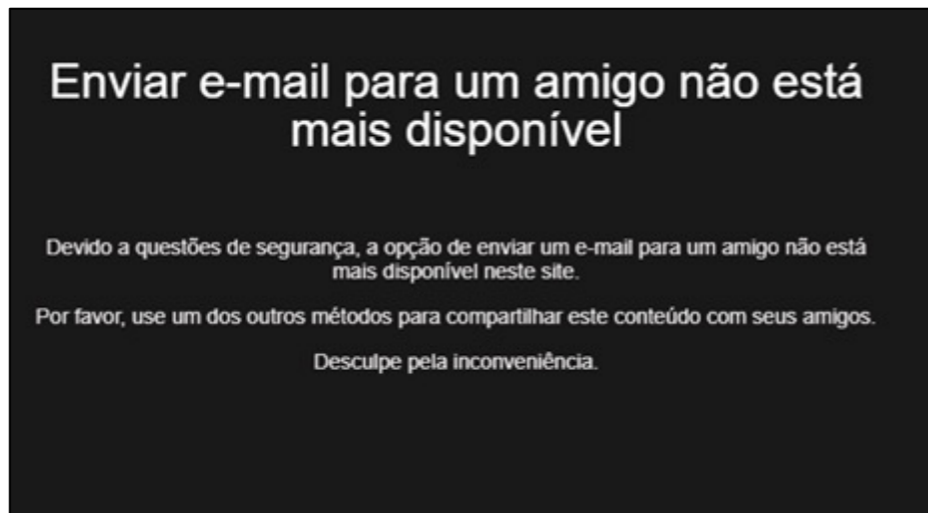 Enviar e-mail para um amigo não está
mais disponível
Devido a questões de segurança, a opção de enviar um e-mail para um amigo não está
mais disponível neste site.
Por favor, use um dos outros métodos para compartilhar este conteúdo com seus amigos.
Desculpe pela inconveniência.